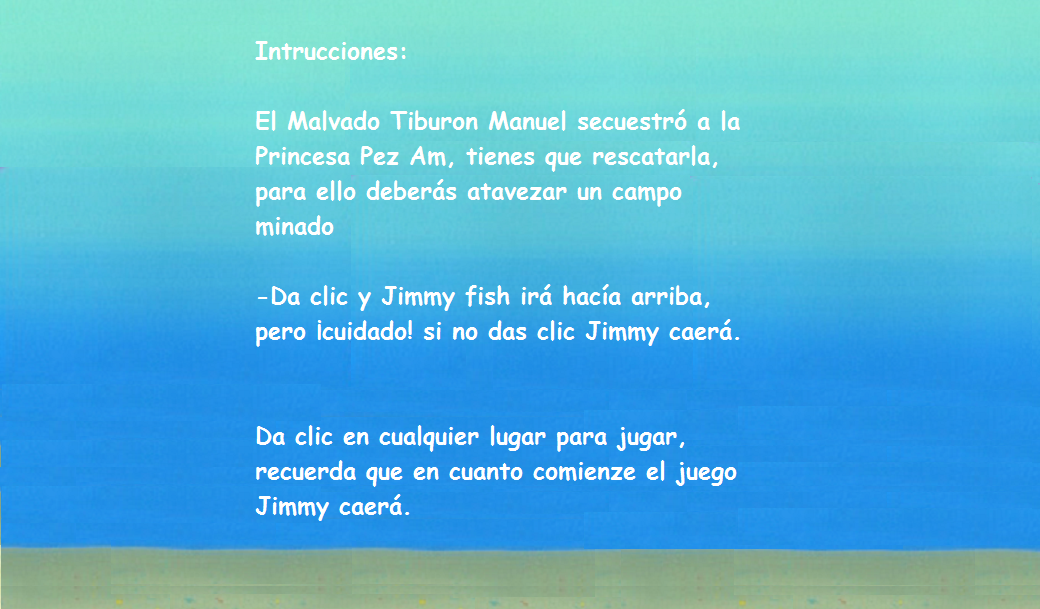 Intrucciones:
El Malvado Tiburon Manuel secuestró a la
Princesa Pez Am, tienes que rescatarla,
para ello deberás atavezar un campo
minado
-Da clic y Jimmy fish irá hacía arriba,
pero ¡cuidado! si no das clic Jimmy caerá.
Da clic en cualquier lugar para jugar,
recuerda que en cuanto comienze el juego
Jimmy caerá.